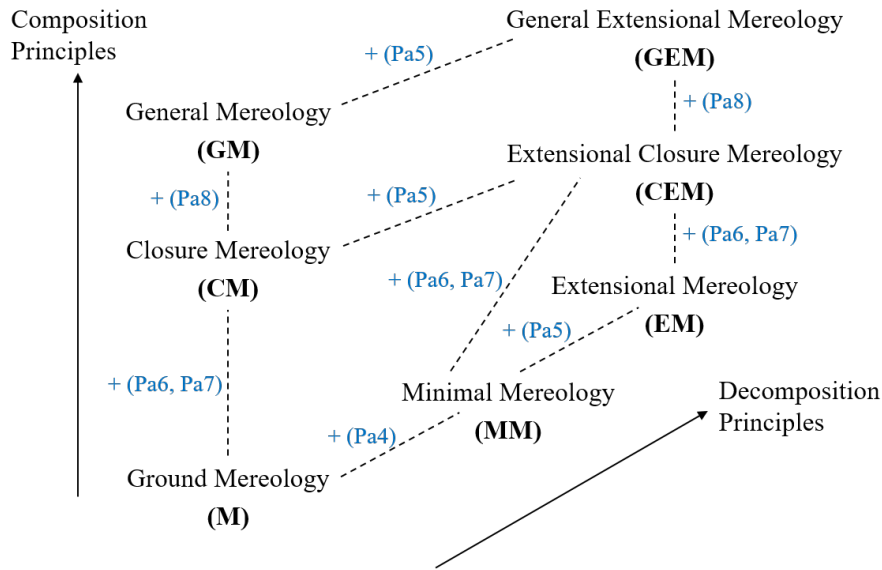 Composition
Principles
General Extensional Mereology
(GEM)
+ (Pa5)
+ (Pa8)
General Mereology
(GM)
Extensional Closure Mereology
(CEM)
+ (Pa8)
+ (Pa5)
+ (Pa6, Pa7)
Closure Mereology
(CM)
+ (Pa6, Pa7)
Extensional Mereology
(EM)
+ (Pa5)
+ (Pa6, Pa7)
Minimal Mereology
(MM)
Decomposition
Principles
+ (Pa4)
Ground Mereology
(M)